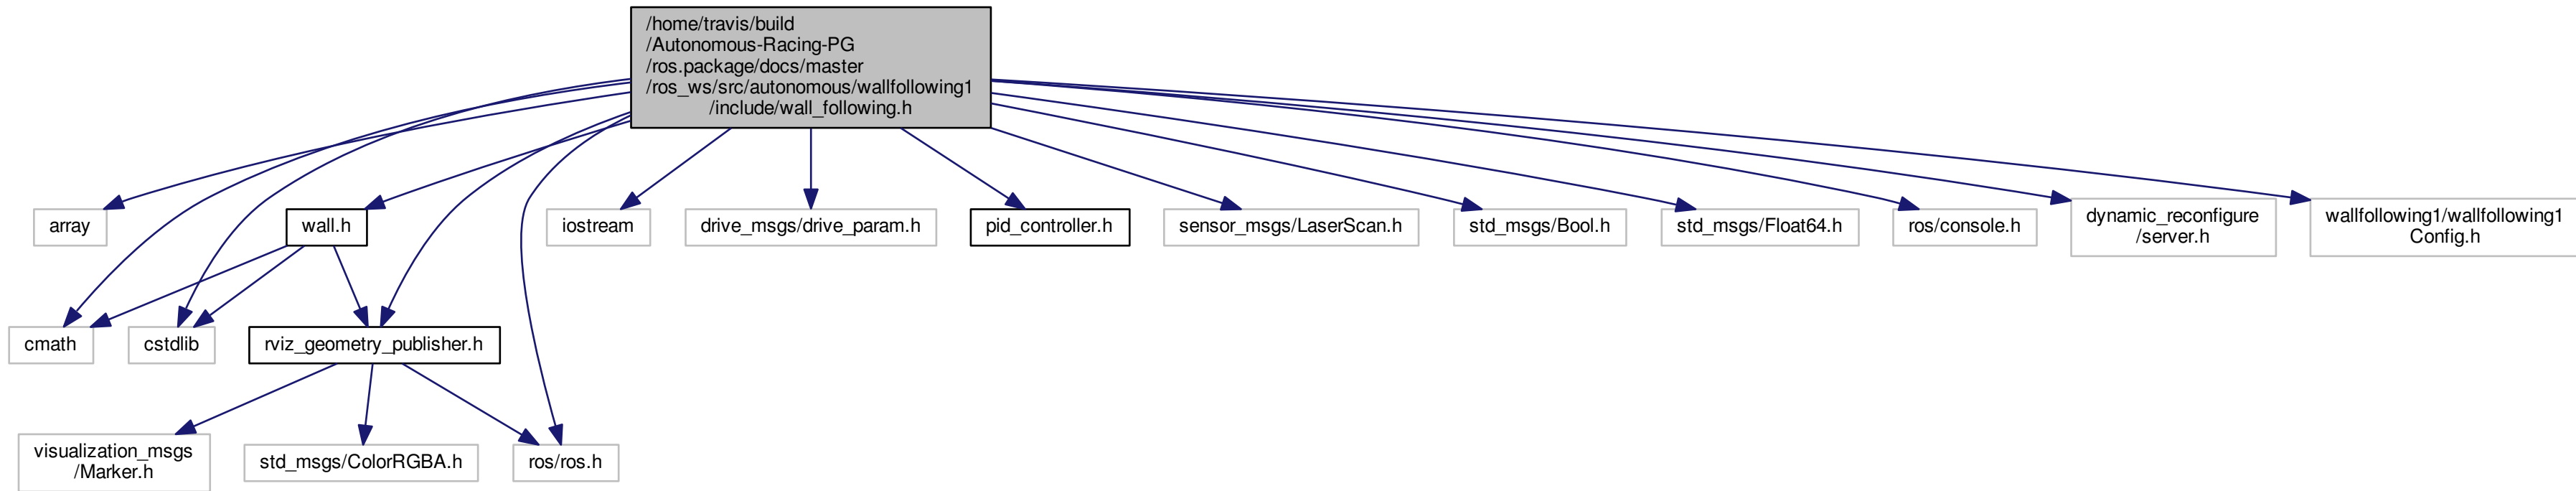 /home/travis/build
/Autonomous-Racing-PG
/ros.package/docs/master
/ros_ws/src/autonomous/wallfollowing1
/include/wall_following.h
array
wall.h
iostream
drive_msgs/drive_param.h
pid_controller.h
sensor_msgs/LaserScan.h
std_msgs/Bool.h
std_msgs/Float64.h
ros/console.h
dynamic_reconfigure
/server.h
wallfollowing1/wallfollowing1
Config.h
cmath
cstdlib
rviz_geometry_publisher.h
visualization_msgs
/Marker.h
std_msgs/ColorRGBA.h
ros/ros.h